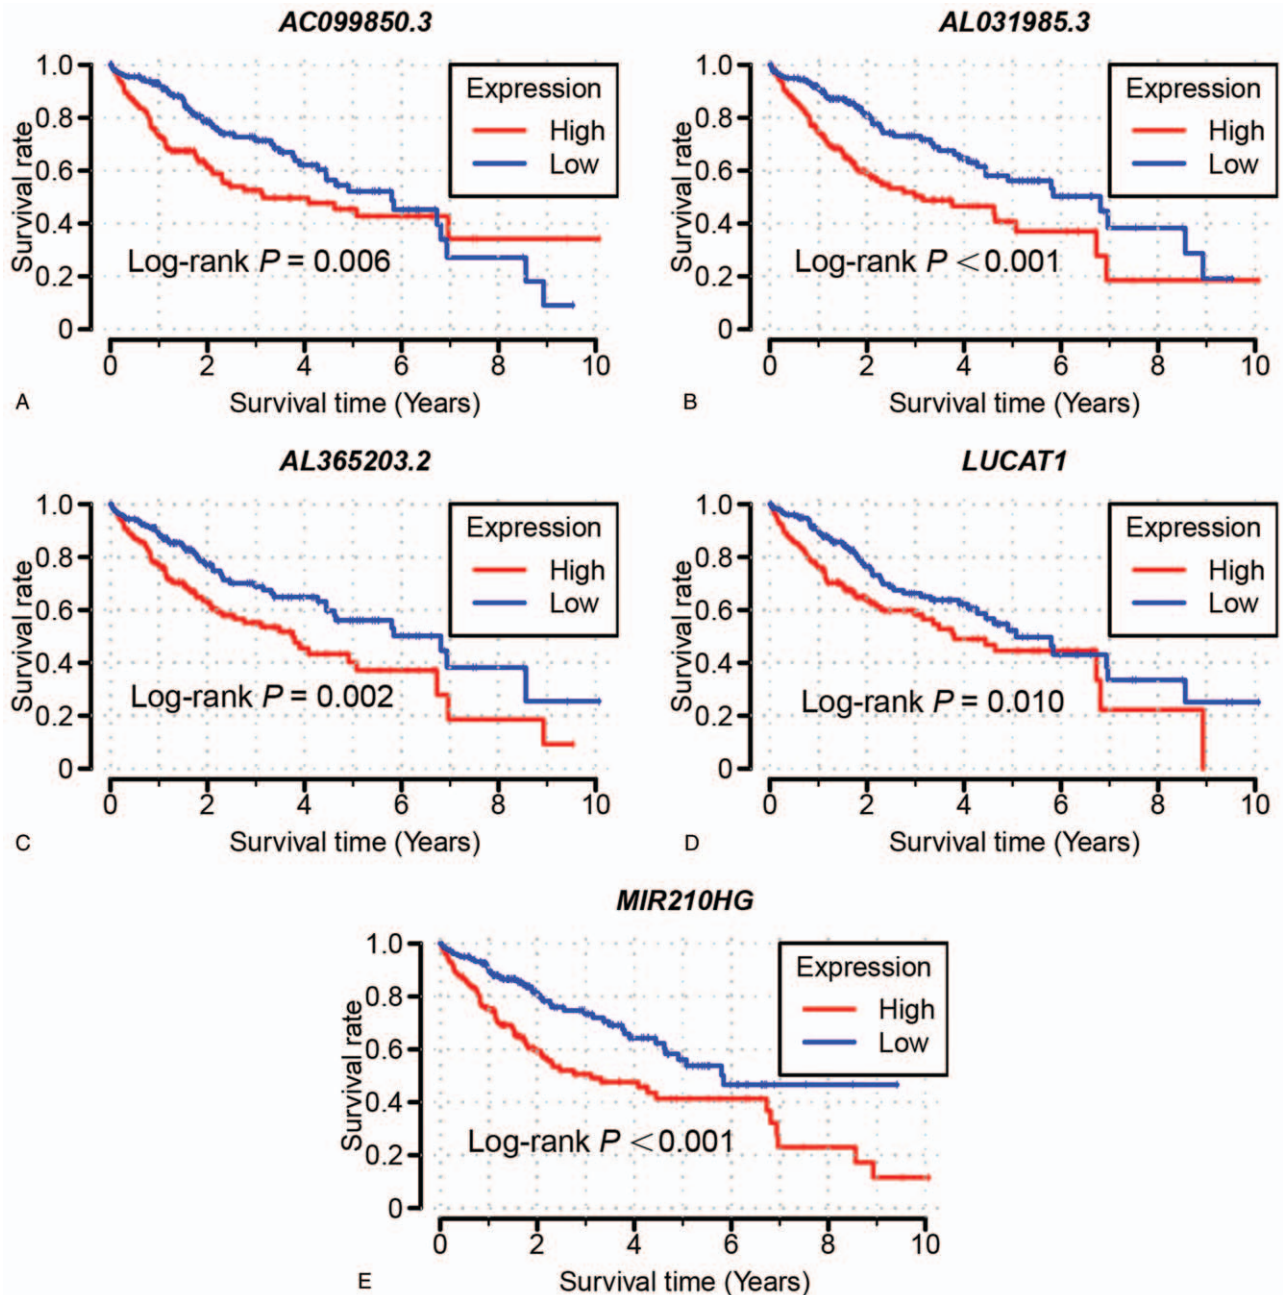 AC099850.3
1.0
0.8
0.6
0.4
0.2
0
Survival rate
Expression
High
Low
Log-rank P = 0.006
0 2 4 6 8 10
A
Survival time (Years)
AL031985.3
1.0
0.8
0.6
0.4
0.2
0
Survival rate
Expression
High
Low
Log-rank P <0.001
0 2 4 6 8 10
B
Survival time (Years)
AL365203.2
1.0
0.8
0.6
0.4
0.2
0
Survival rate
Expression
High
Low
Log-rank P = 0.002
0 2 4 6 8 10
C
Survival time (Years)
LUCAT1
1.0
0.8
0.6
0.4
0.2
0
Survival rate
Expression
High
Low
Log-rank P = 0.010
0 2 4 6 8 10
D
Survival time (Years)
MIR210HG
1.0
0.8
0.6
0.4
0.2
0
Survival rate
Expression
High
Low
Log-rank P <0.001
0 2 4 6 8 10
E
Survival time (Years)